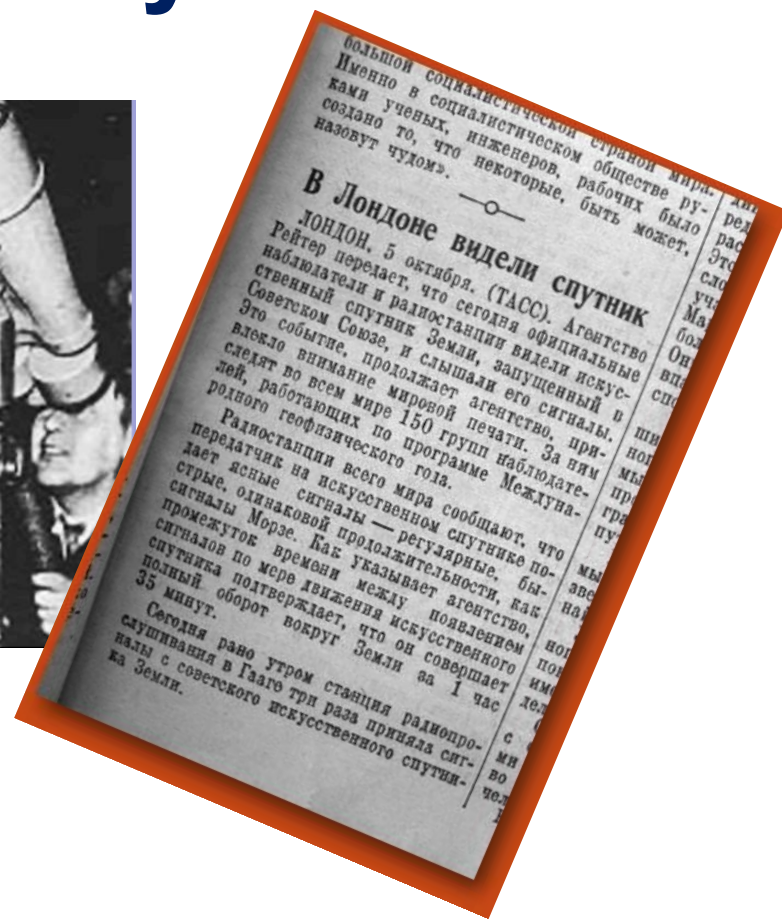 большой социалистической страной мира.
Именно в социалистическом обществе ру-
ками ученых, инженеров, рабочих было
создано то, что некоторые, быть может,
назовут чудом».
В Лондоне видели спутник
ЛОНДОН, 5 октября. (ТАСС). Агентство
Рейтер передает, что сегодня официальные
наблюдатели и радиостанции видели искус-
ственный спутник Земли, запущенный в
Советском Союзе, и слышали его сигналы.
Это событие, продолжает агентство, при-
влекло внимание мировой печати. За ним
следят во всем мире 150 групп наблюдате-
лей, работающих по программе Междуна-
родного геофизического года.
Радиостанции всего мира сообщают, что
передатчик на искусственном спутнике по-
дает ясные сигналы — регулярные, бы-
стрые, одинаковой продолжительности, как
сигналы Морзе. Как указывает агентство,
промежуток времени между появлением
сигналов по мере движения искусственного
спутника подтверждает, что он совершает
полный оборот вокруг Земли за 1 час
35 минут.
Сегодня рано утром станция радиопро-
слушивания в Гааге три раза приняла сиг-
налы с советского искусственного спутни-
ка Земли.